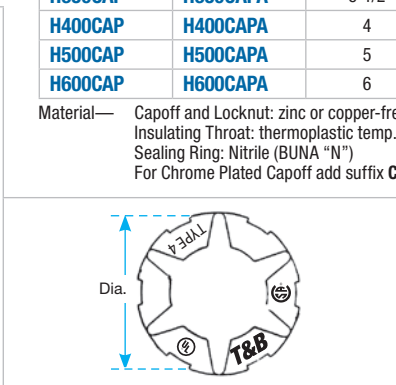 H400CAP H400CAPA 4
H500CAP H500CAPA 5
H600CAP H600CAPA 6
Material— Capoff and Locknut: zinc or copper-fre
Insulating Throat: thermoplastic temp.
Sealing Ring: Nitrile (BUNA “N”)
For Chrome Plated Capoff add suffix C
TYPE 4
Dia.
T&B